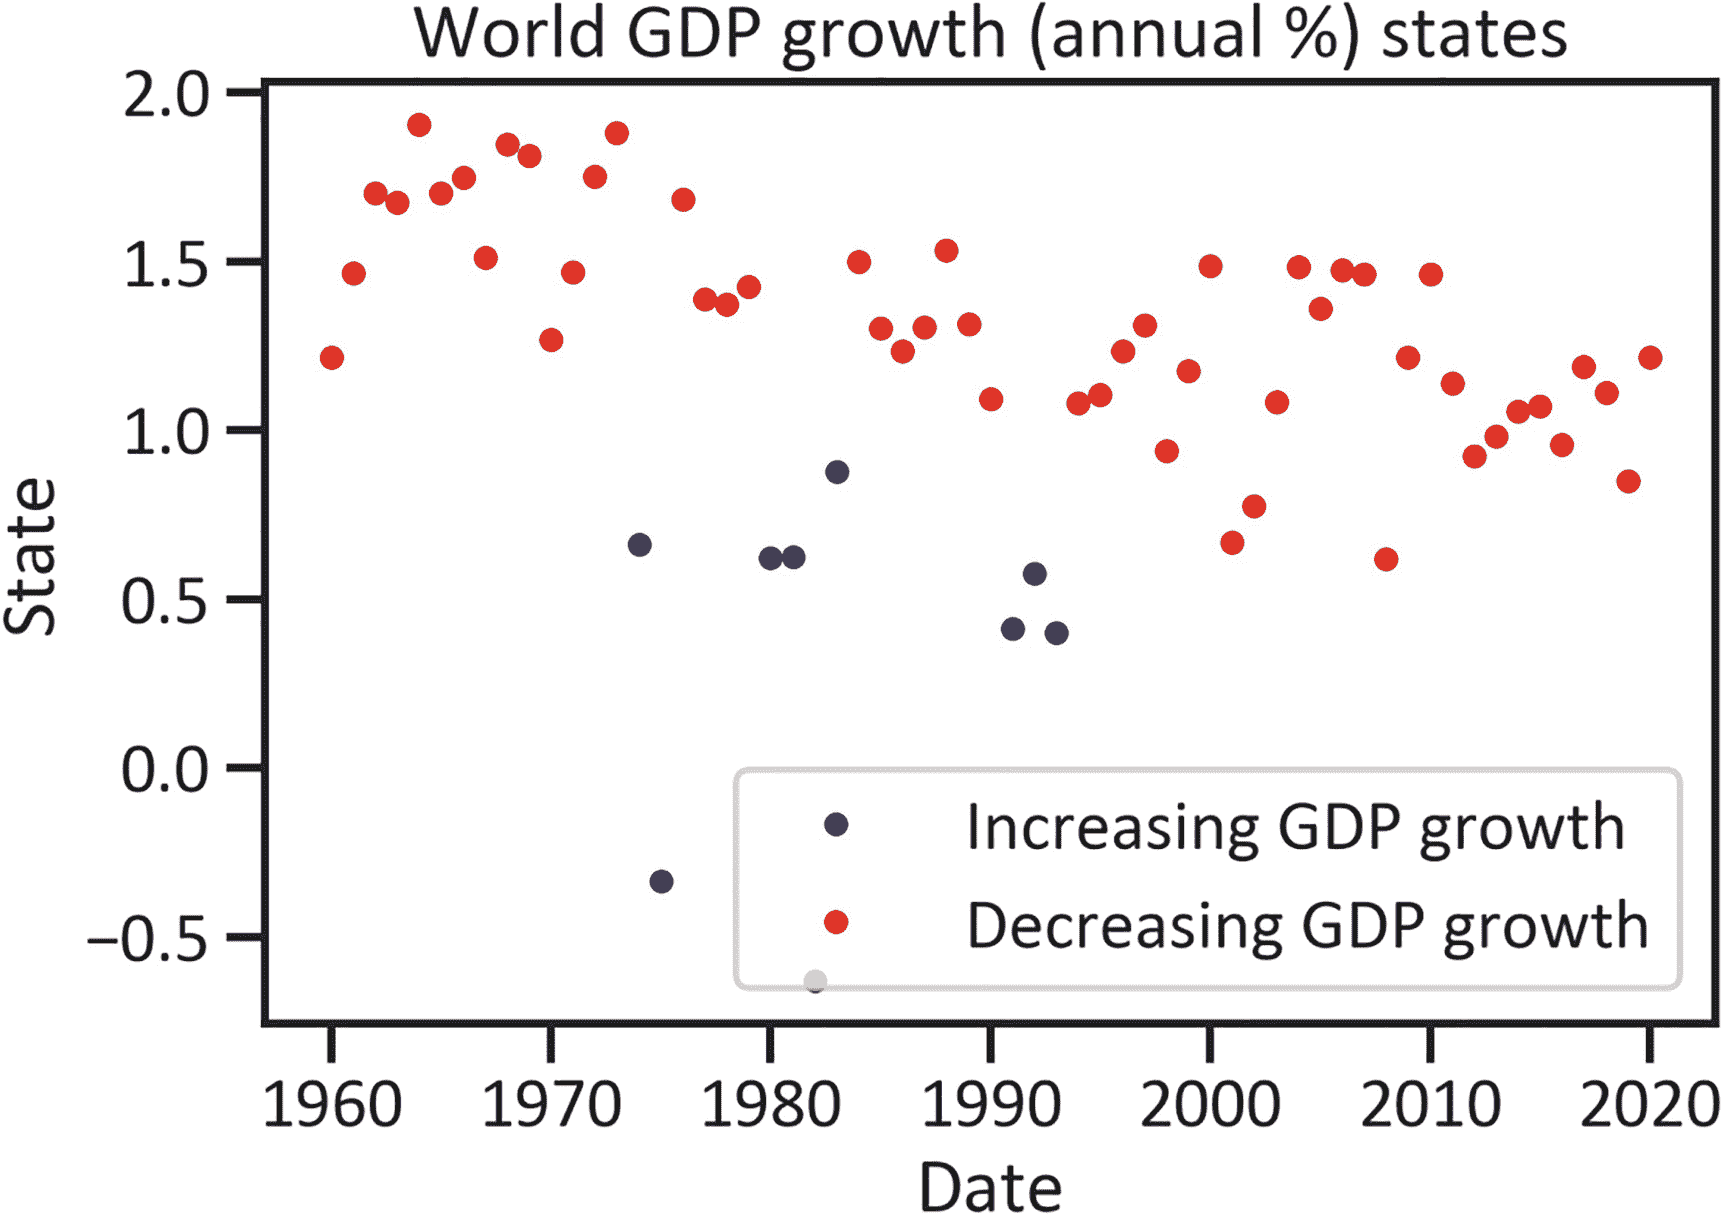 World GDP growth (annual %) states
2.0
1.5
1.0
0.5
0.0
−0.5
State
Increasing GDP growth
Decreasing GDP growth
1960 1970 1980 1990 2000 2010 2020
Date